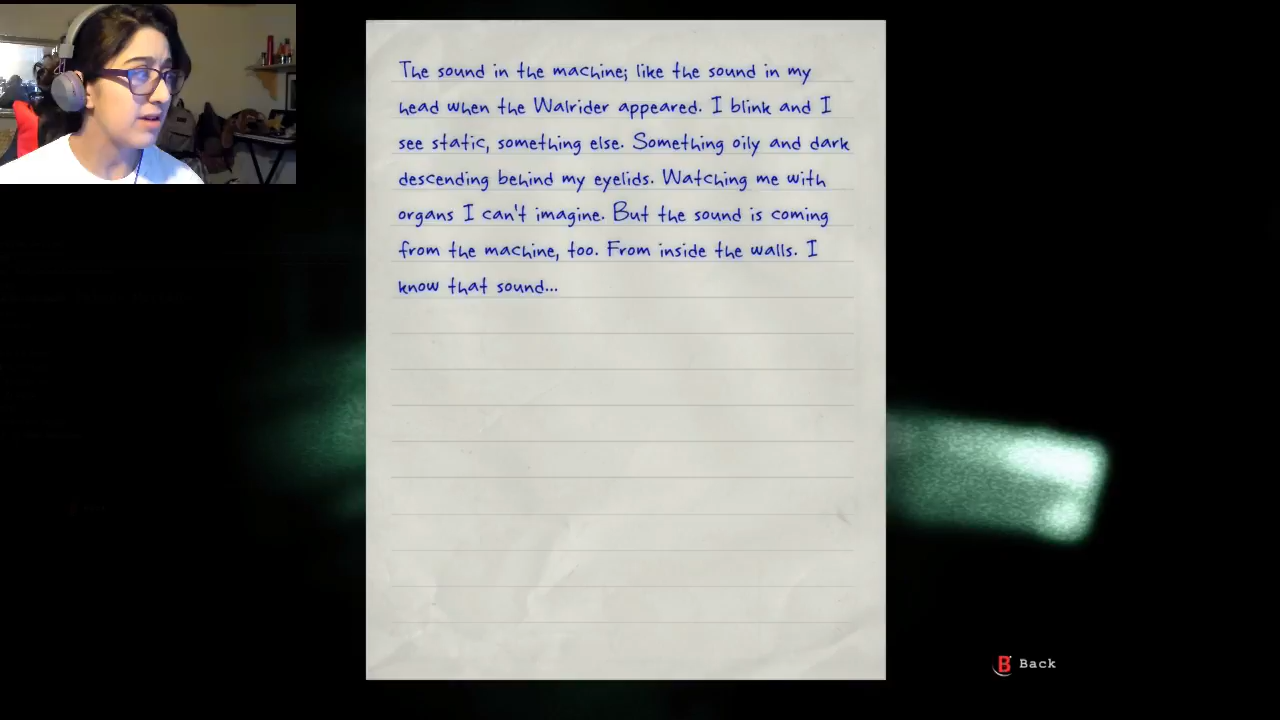 The sound in the machine; like the sound in my
head when the Walrider appeared. I blink and I
see static, something else. Something oily and dark
descending behind my eyelids. Watching me with
organs I can't imagine. But the sound is coming
from the machine, too. From inside the walls. I
know that sound...
B Back